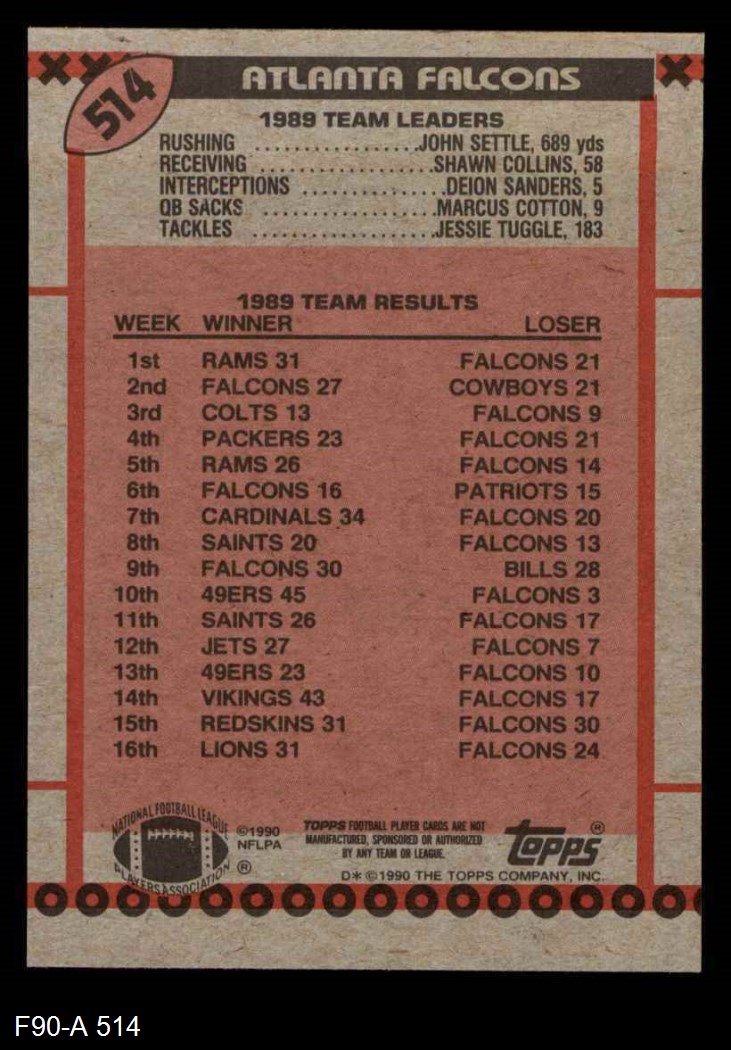 514
ATLANTA FALCONS
1989 TEAM LEADERS
RUSHING ................JOHN SETTLE, 689 yds
RECEIVING ..................SHAWN COLLINS, 58
INTERCEPTIONS ...............DEION SANDERS, 5
QB SACKS ..................MARCUS COTTON, 9
TACKLES ...................JESSIE TUGGLE, 183
1989 TEAM RESULTS
WEEK WINNER LOSER
1st RAMS 31 FALCONS 21
2nd FALCONS 27 COWBOYS 21
3rd COLTS 13 FALCONS 9
4th PACKERS 23 FALCONS 21
5th RAMS 26 FALCONS 14
6th FALCONS 16 PATRIOTS 15
7th CARDINALS 34 FALCONS 20
8th SAINTS 20 FALCONS 13
9th FALCONS 30 BILLS 28
10th 49ERS 45 FALCONS 3
11th SAINTS 26 FALCONS 17
12th JETS 27 FALCONS 7
13th 49ERS 23 FALCONS 10
14th VIKINGS 43 FALCONS 17
15th REDSKINS 31 FALCONS 30
16th LIONS 31 FALCONS 24
NATIONAL FOOTBALL LEAGUE
PLAYERS ASSOCIATION
®
©1990
NFLPA
TOPPS FOOTBALL PLAYER CARDS ARE NOT
MANUFACTURED, SPONSORED OR AUTHORIZED
BY ANY TEAM OR LEAGUE.
topps®
D* © 1990 THE TOPPS COMPANY, INC.
F90-A 514